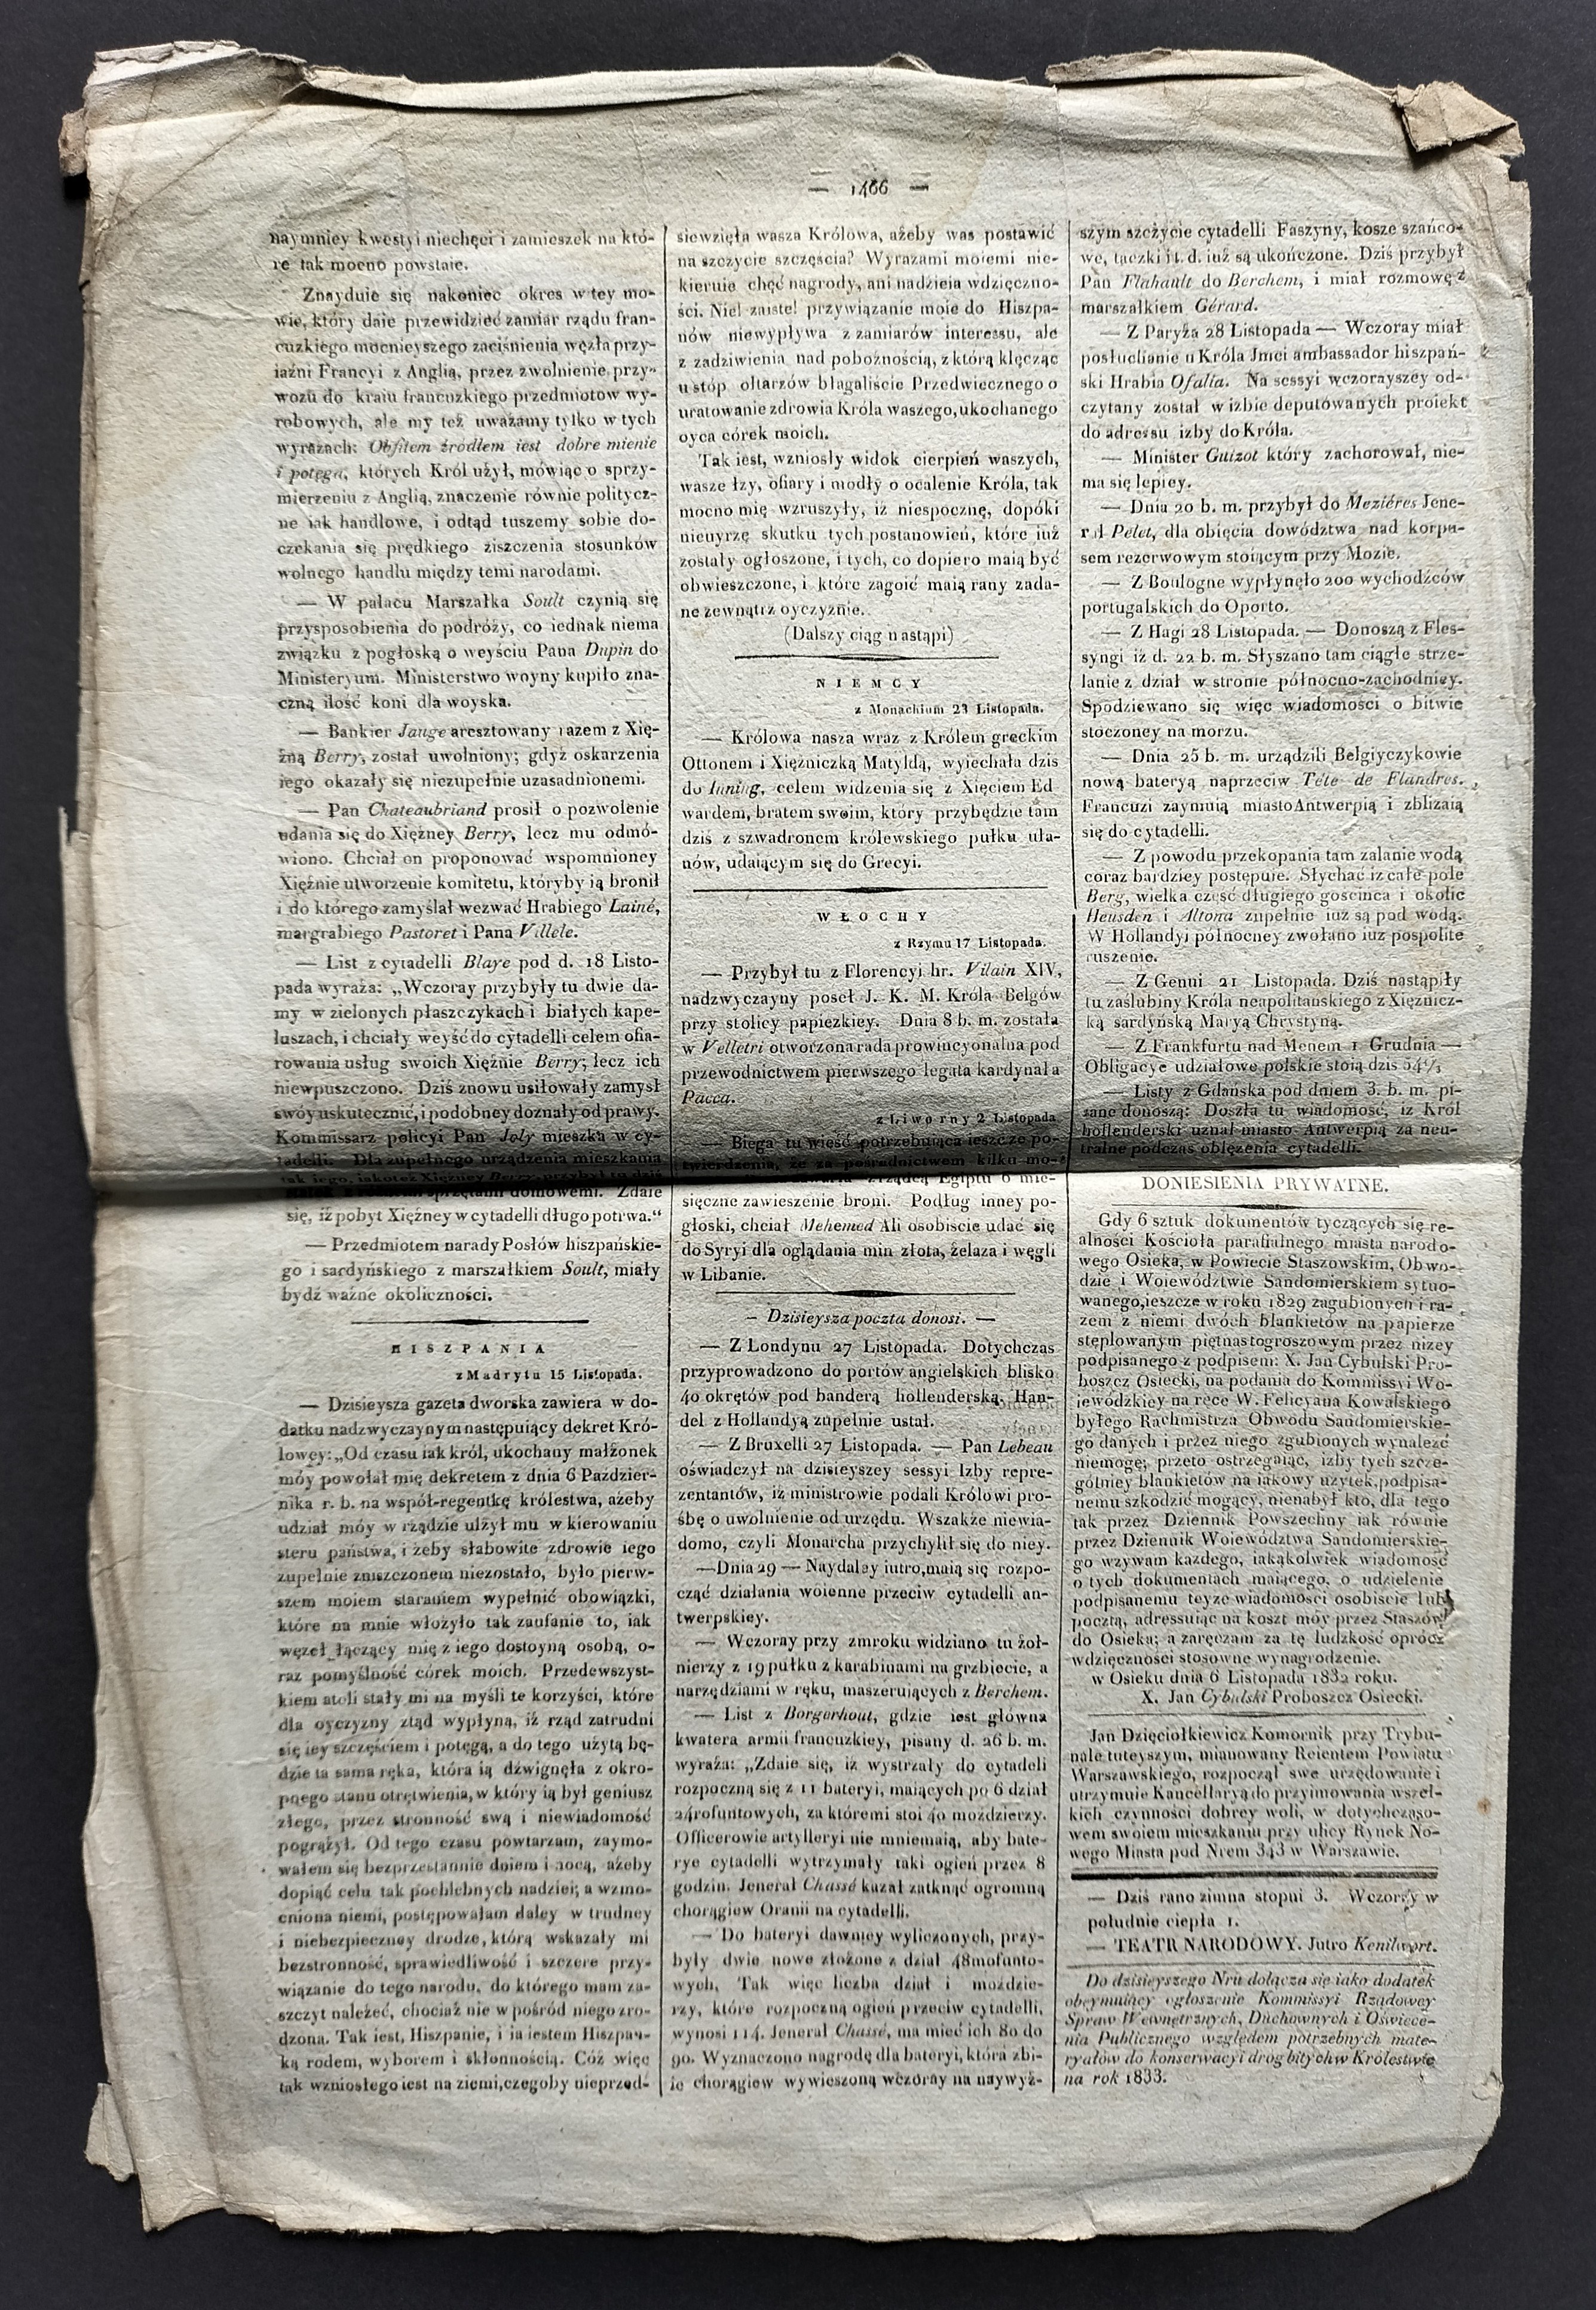 — 1466 —
naymniey kwestyi niechęci i zamieszek na któ-
re tak mocno powstaie.
Znayduie się nakoniec okres w tey mo-
wie, który daie przewidzieć zamiar rządu fran-
cuzkiego mocnieyszego zaciśnienia węzła przy-
iaźni Francyi z Anglią, przez zwolnienie przy-
wozu do kraiu francuzkiego przedmiotow wy-
robowych, ale my też uważamy tylko w tych
wyrazach: Obfitem źródłem iest dobre mienie
i potęga, których Król użył, mówiąc o sprzy-
mierzeniu z Anglią, znaczenie równie politycz-
ne iak handlowe, i odtąd tuszemy sobie do-
czekania się prędkiego ziszczenia stosunków
wolnego handlu między temi narodami.
— W pałacu Marszałka Soult czynią się
przysposobienia do podróży, co iednak niema
związku z pogłoską o weyściu Pana Dupin do
Ministeryum. Ministerstwo woyny kupiło zna-
czną ilość koni dla woyska.
— Bankier Jauge aresztowany razem z Xię-
żną Berry, został uwolniony; gdyż oskarzenia
iego okazały się niezupełnie uzasadnionemi.
— Pan Chateaubriand prosił o pozwolenie
udania się do Xiężney Berry, lecz mu odmó-
wiono. Chciał on proponować wspomnioney
Xiężnie utworzenie komitetu, któryby ią bronił
i do którego zamyślał wezwać Hrabiego Lainé,
margrabiego Pastoret i Pana Villele.
— List z cytadelli Blaye pod d. 18 Listo-
pada wyraża: „Wczoray przybyły tu dwie da-
my w zielonych płaszczykach i białych kape-
luszach, i chciały weyść do cytadelli celem ofia-
rowania usług swoich Xiężnie Berry; lecz ich
niewpuszczono. Dziś znowu usiłowały zamysł
swóy uskutecznić, i podobney doznały odprawy.
Kommissarz policyi Pan Joly mieszka w cy-
tadelli. Dla zupełnego urządzenia mieszkania
tak iego, iakoteż Xiężney Berry, przybył tu dziś
sprzętami domowemi. Zdaie
się, iż pobyt Xiężney w cytadelli długo potrwa."
— Przedmiotem narady Posłów hiszpańskie-
go i sardyńskiego z marszałkiem Soult, miały
bydź ważne okoliczności.
HISZPANIA
z Madrytu 15 Listopada.
— Dzisieysza gazeta dworska zawiera w do-
datku nadzwyczaynym następuiący dekret Kró-
lowey: „Od czasu iak król, ukochany małżonek
móy powołał mię dekretem z dnia 6 Paździer-
nika r. b. na współ-regentkę królestwa, ażeby
udział móy w rządzie ulżył mu w kierowaniu
steru państwa, i żeby słabowite zdrowie iego
zupełnie zniszczonem niezostało, było pierw-
szem moiem staraniem wypełnić obowiązki,
które na mnie włożyło tak zaufanie to, iak
węzeł łączący mię z iego dostoyną osobą, o-
raz pomyślność córek moich. Przedewszyst-
kiem atoli stały mi na myśli te korzyści, które
dla oyczyzny ztąd wypłyną, iż rząd zatrudni
się iey szczęściem i potęgą, a do tego użytą bę-
dzie ta sama ręka, która ią dźwignęła z okro-
pnego stanu otrętwienia, w który ią był geniusz
złego, przez stronność swą i niewiadomość
pogrążył. Od tego czasu powtarzam, zaymo-
wałem się bezprzestannie dniem i nocą, ażeby
dopiąć celu tak pochlebnych nadziei; a wzmo-
cniona niemi, postępowałam daley w trudney
i niebezpieczney drodze, którą wskazały mi
bezstronność, sprawiedliwość i szczere przy-
wiązanie do tego narodu, do którego mam za-
szczyt należeć, chociaż nie w pośród niego zro-
dzona. Tak iest, Hiszpanie, i ia iestem Hiszpan-
ką rodem, wyborem i skłonnością. Cóż więc
tak wzniosłego iest na ziemi, czegoby nieprzed-
siewzięła wasza Królowa, ażeby was postawić
na szczycie szczęścia? Wyrazami moiemi nie-
kieruie chęć nagrody, ani nadzieia wdzięczno-
ści. Nie! zaiste! przywiązanie moie do Hiszpa-
nów niewypływa z zamiarów interessu, ale
z zadziwienia nad pobożnością, z którą klęcząc
u stóp ołtarzów błagaliście Przedwiecznego o
uratowanie zdrowia Króla waszego, ukochanego
oyca córek moich.
Tak iest, wzniosły widok cierpień waszych,
wasze łzy, ofiary i modły o ocalenie Króla, tak
mocno mię wzruszyły, iż niespocznę, dopóki
nieuyrzę skutku tych postanowień, które iuż
zostały ogłoszone, i tych, co dopiero maią być
obwieszczone, i które zagoić maią rany zada-
ne zewnątrz oyczyznie.
(Dalszy ciąg nastąpi)
NIEMCY
z Monachium 23 Listopada.
— Królowa nasza wraz z Królem greckim
Ottonem i Xiężniczką Matyldą, wyiechała dzis
do Inning, celem widzenia się z Xięciem Ed
wardem, bratem swoim, który przybędzie tam
dziś z szwadronem królewskiego pułku uła-
nów, udaiącym się do Grecyi.
WŁOCHY
z Rzymu 17 Listopada.
— Przybył tu z Florencyi hr. Vilain XIV,
nadzwyczayny poseł J. K. M. Króla Belgów
przy stolicy papiezkiey. Dnia 8 b. m. została
w Velletri otworzona rada prowincyonalna pod
przewodnictwem pierwszego legata kardynała
Pacca.
z Liworny 2 Listopada
— Biega tu wieść potrzebuiąca ieszcze po-
twierdzenia, że za pośrednictwem kilku mo-
rządcą Egiptu 6 mie-
sięczne zawieszenie broni. Podług inney po-
głoski, chciał Mehemed Ali osobiscie udać się
do Syryi dla oglądania min złota, żelaza i węgli
w Libanie.
— Dzisieysza poczta donosi. —
— Z Londynu 27 Listopada. Dotychczas
przyprowadzono do portów angielskich blisko
40 okrętów pod banderą hollenderską. Han-
del z Hollandyą zupełnie ustał.
— Z Bruxelli 27 Listopada. — Pan Lebeau
oświadczył na dzisieyszey sessyi Izby repre-
zentantów, iż ministrowie podali Królowi pro-
śbę o uwolnienie od urzędu. Wszakże niewia-
domo, czyli Monarcha przychylił się do niey.
— Dnia 29 — Naydaley iutro, maią się rozpo-
cząć działania woienne przeciw cytadelli an-
twerpskiey.
— Wczoray przy zmroku widziano tu żoł-
nierzy z 19 pułku z karabinami na grzbiecie, a
narzędziami w ręku, maszeruiących z Berchem.
— List z Borgerhout, gdzie iest główna
kwatera armii francuzkiey, pisany d. 26 b. m.
wyraża: „Zdaie się, iż wystrzały do cytadeli
rozpoczną się z 11 bateryi, maiących po 6 dział
24rofuntowych, za któremi stoi 40 moździerzy.
Officerowie artylleryi nie mniemaią, aby bate-
rye cytadelli wytrzymały taki ogień przez 8
godzin. Jenerał Chassé kazał zatknąć ogromną
chorągiew Oranii na cytadelli.
— Do bateryi dawniey wyliczonych, przy-
były dwie nowe złożone z dział 48mofunto-
wych, Tak więc liczba dział i moździe-
rzy, które rozpoczną ogień przeciw cytadelli,
wynosi 114. Jenerał Chassé, ma mieć ich 80 do
90. Wyznaczono nagrodę dla bateryi, która zbi-
ie chorągiew wywieszoną wczoray na naywyż-
szym szczycie cytadelli Faszyny, kosze szańco-
we, taczki i t. d. iuż są ukończone. Dziś przybył
Pan Flahault do Berchem, i miał rozmowę z
marszałkiem Gérard.
— Z Paryża 28 Listopada — Wczoray miał
posłuchanie u Króla Jmci ambassador hiszpań-
ski Hrabia Ofalia. Na sessyi wczorayszey od-
czytany został w izbie deputowanych proiekt
do adressu izby do Króla.
— Minister Guizot który zachorował, nie-
ma się lepiey.
— Dnia 20 b. m. przybył do Mezières Jene-
rał Pelet, dla obięcia dowództwa nad korpu-
sem rezerwowym stoiącym przy Mozie.
— Z Boulogne wypłynęło 200 wychodźców
portugalskich do Oporto.
— Z Hagi 28 Listopada. — Donoszą z Fles-
syngi iż d. 22 b. m. Słyszano tam ciągłe strze-
lanie z dział w stronie północno-zachodniey.
Spodziewano się więc wiadomości o bitwie
stoczoney na morzu.
— Dnia 25 b. m. urządzili Belgiyczykowie
nową bateryą naprzeciw Téte de Flandres.
Francuzi zaymuią miasto Antwerpią i zbliżaią
się do cytadelli.
— Z powodu przekopania tam zalanie wodą
coraz bardziey postępuie. Słychać iż całe pole
Berg, wielka część długiego gościńca i okolic
Heusden i Altona zupełnie iuż są pod wodą.
W Hollandyi północney zwołano iuż pospolite
ruszenie.
— Z Genui 21 Listopada. Dziś nastąpiły
tu zaślubiny Króla neapolitańskiego z Xiężnicz-
ką sardyńską Maryą Chrystyną.
— Z Frankfurtu nad Menem 1 Grudnia —
Obligacye udziałowe polskie stoią dziś 54⅓
— Listy z Gdańska pod dniem 3. b. m. pi-
sane donoszą: Doszła tu wiadomość, iż Król
hollenderski uznał miasto Antwerpią za neu-
tralne podczas oblężenia cytadelli.
DONIESIENIA PRYWATNE.
Gdy 6 sztuk dokumentów tyczących się re-
alności Kościoła parafialnego miasta narodo-
wego Osieka, w Powiecie Staszowskim, Obwo-
dzie i Woiewództwie Sandomierskiem sytuo-
wanego, ieszcze w roku 1829 zagubionych i ra-
zem z niemi dwóch blankietów na papierze
stęplowanym piętnastogroszowym przez niżey
podpisanego z podpisem: X. Jan Cybulski Pro-
boszcz Osiecki, na podania do Kommissyi Wo-
iewódzkiey na ręce W. Felicyana Kowalskiego
byłego Rachmistrza Obwodu Sandomierskie-
go danych i przez niego zgubionych wynaleźć
niemogę; przeto ostrzegaiąc, iżby tych szcze-
gólniey blankietów na iakowy użytek, podpisa-
nemu szkodzić mogący, nienabył kto, dla tego
tak przez Dziennik Powszechny iak równie
przez Dziennik Woiewództwa Sandomierskie-
go wzywam każdego, iakąkolwiek wiadomość
o tych dokumentach maiącego, o udzielenie
podpisanemu teyże wiadomości osobiscie lub
pocztą, adressuiąc na koszt móy przez Staszów
do Osieka; a zaręczam za tę ludzkość oprócz
wdzięczności stosowne wynagrodzenie.
w Osieku dnia 6 Listopada 1832 roku.
X. Jan Cybulski Proboszcz Osiecki.
Jan Dzięciołkiewicz Komornik przy Trybu-
nale tuteyszym, mianowany Reientem Powiatu
Warszawskiego, rozpoczął swe urzędowanie i
utrzymuie Kancellaryą do przyimowania wszel-
kich czynności dobrey woli, w dotychczaso-
wem swoiem mieszkaniu przy ulicy Rynek No-
wego Miasta pod Nrem 343 w Warszawie.
— Dziś rano zimna stopni 3. Wczoray w
południe ciepła 1.
— TEATR NARODOWY. Jutro Kenilwort.
Do dzisieyszego Nru dołącza się iako dodatek
obeymuiący ogłoszenie Kommissyi Rządowey
Spraw Wewnętrznych, Duchownych i Oświece-
nia Publicznego względem potrzebnych mate-
ryałów do konserwacyi dróg bitych w Królestwie
na rok 1833.